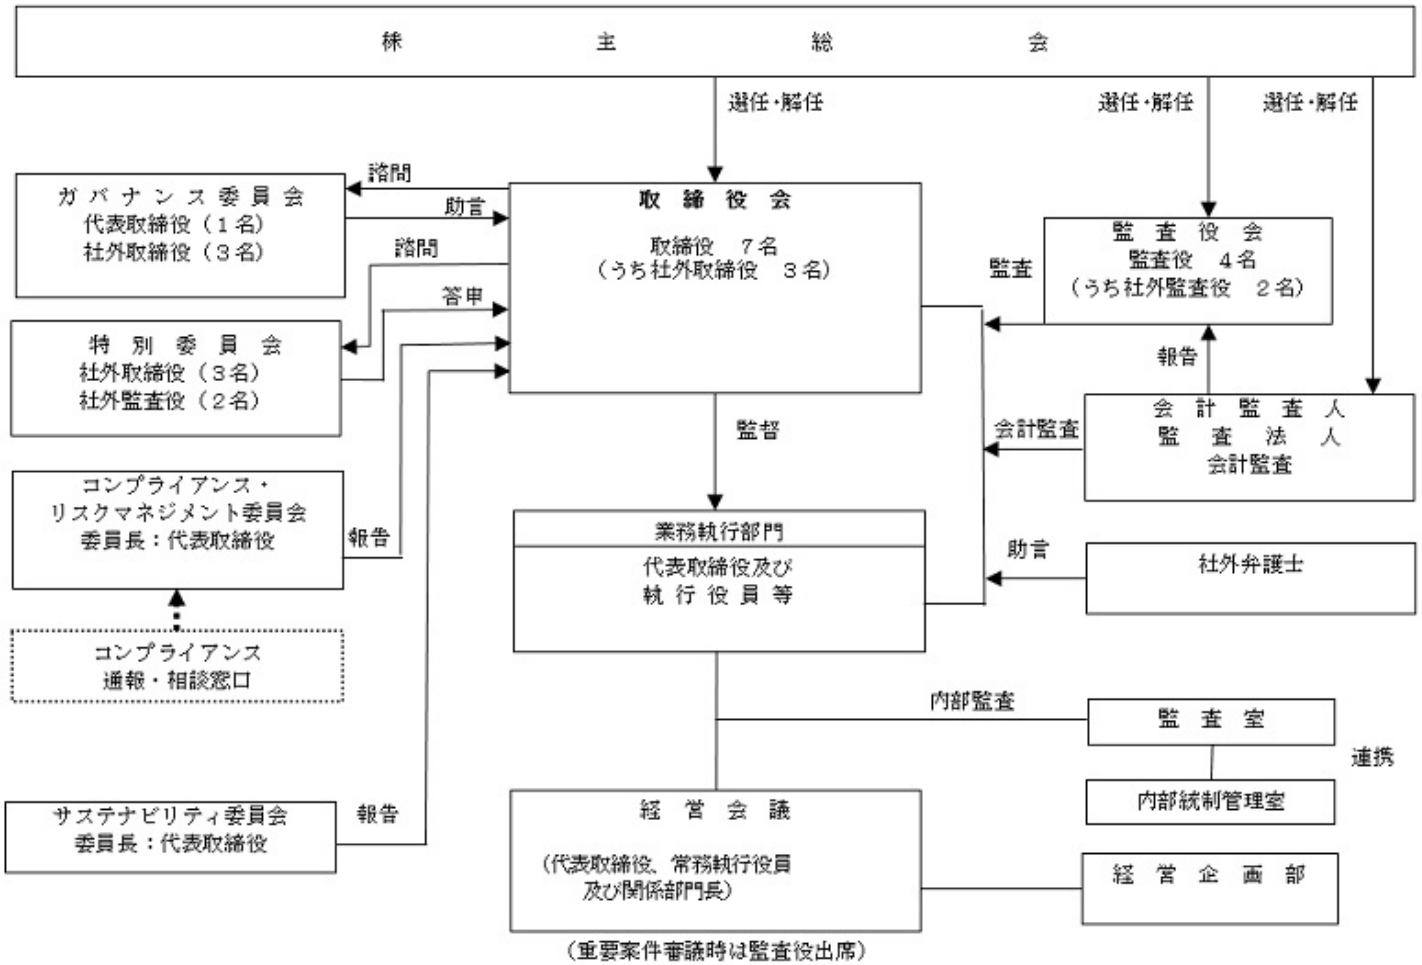 株主総会
選任・解任
選任・解任
選任・解任
諮問
助言
諮問
答申
ガバナンス委員会
代表取締役(1名)
社外取締役(3名)
取締役会
取締役 7名
(うち社外取締役 3名)
監査役会
監査役 4名
(うち社外監査役 2名)
監査
特別委員会
社外取締役(3名)
社外監査役(2名)
報告
監督
会計監査
会計監査人
監査法人
会計監査
コンプライアンス・
リスクマネジメント委員会
委員長:代表取締役
報告
業務執行部門
代表取締役及び
執行役員等
助言
社外弁護士
コンプライアンス
通報・相談窓口
内部監査
監査室
連携
内部統制管理室
サステナビリティ委員会
委員長:代表取締役
報告
経営会議
(代表取締役、常務執行役員
及び関係部門長)
経営企画部
(重要案件審議時は監査役出席)